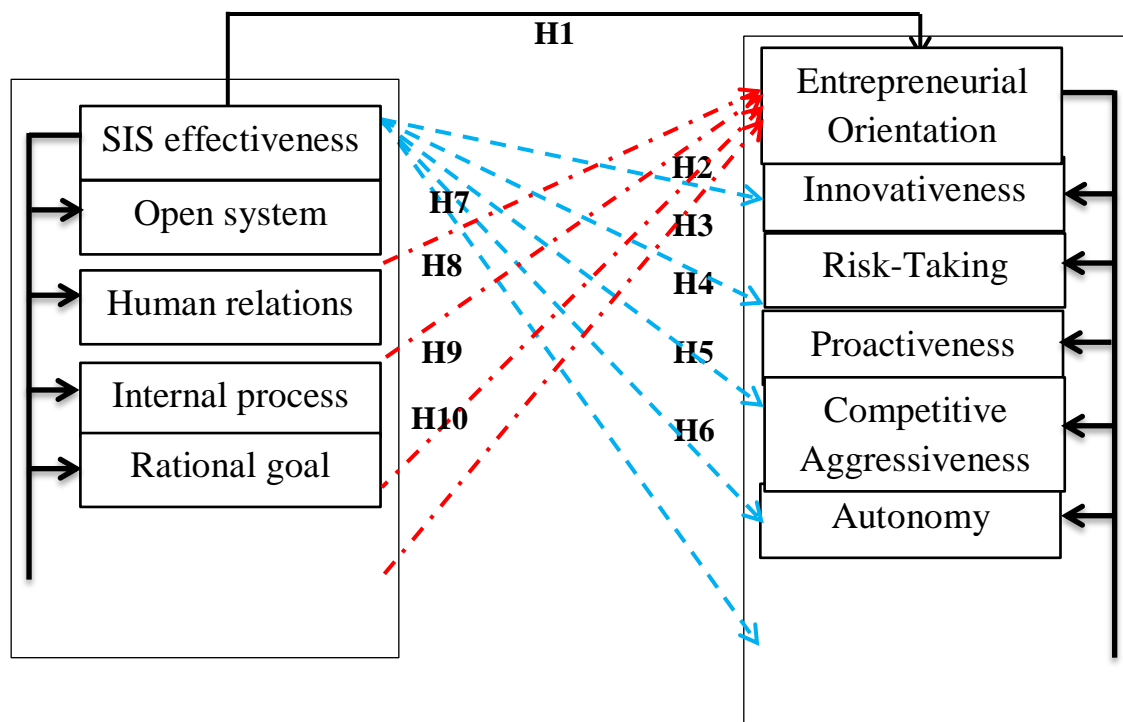 H1
SIS effectiveness
Open system
Human relations
Internal process
Rational goal
H7
H8
H9
H10
H2
H3
H4
H5
H6
Entrepreneurial
Orientation
Innovativeness
Risk-Taking
Proactiveness
Competitive
Aggressiveness
Autonomy